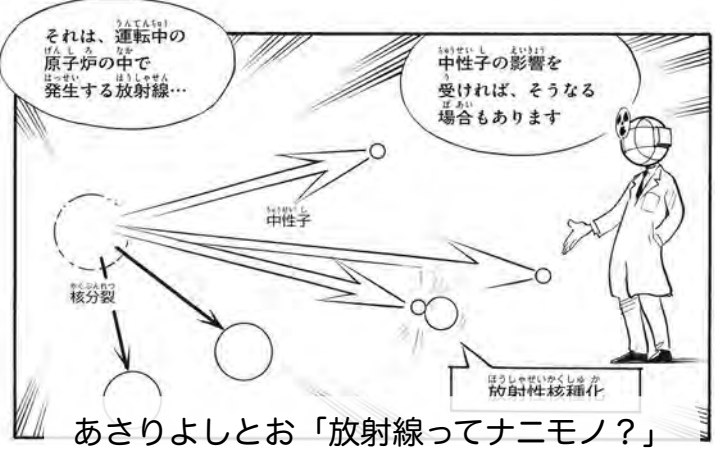 それは、運転中の
原子炉の中で
発生する放射線…
中性子の影響を
受ければ、そうなる
場合もあります
中性子
核分裂
放射性核種化
あさりよしとお「放射線ってナニモノ？」